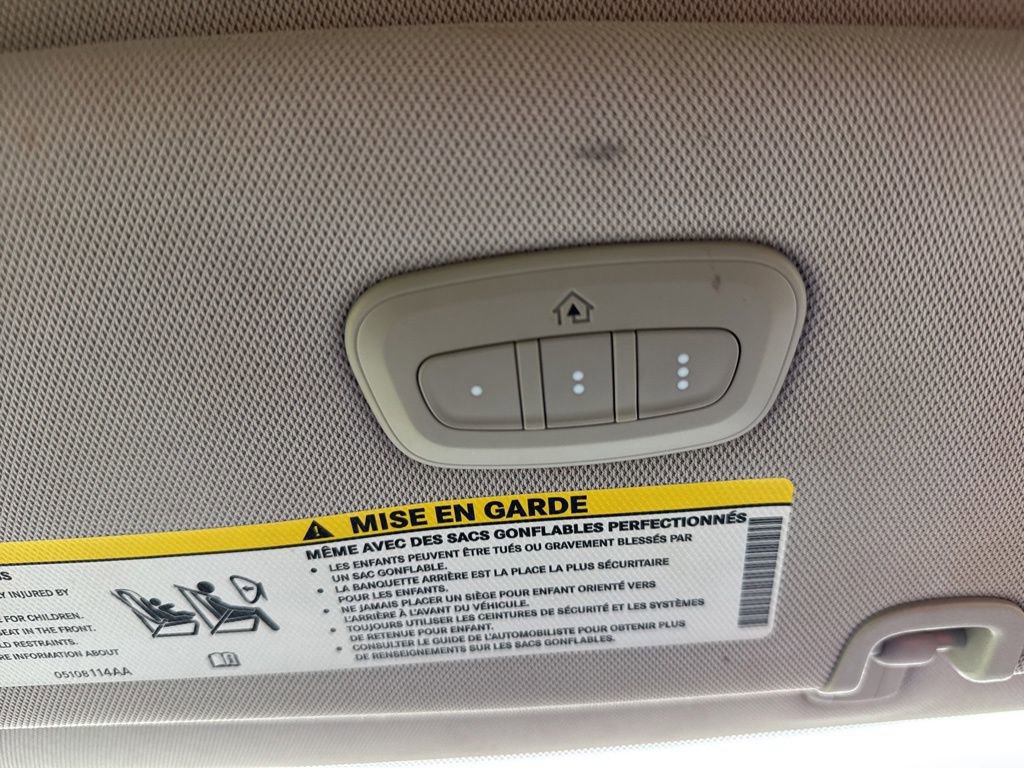 MISE EN GARDE
MÊME AVEC DES SACS GONFLABLES PERFECTIONNÉS
• LES ENFANTS PEUVENT ÊTRE TUÉS OU GRAVEMENT BLESSÉS PAR
UN SAC GONFLABLE.
• LA BANQUETTE ARRIÈRE EST LA PLACE LA PLUS SÉCURITAIRE
POUR LES ENFANTS.
• NE JAMAIS PLACER UN SIÈGE POUR ENFANT ORIENTÉ VERS
L'ARRIÈRE À L'AVANT DU VÉHICULE.
• TOUJOURS UTILISER LES CEINTURES DE SÉCURITÉ ET LES SYSTÈMES
DE RETENUE POUR ENFANT.
• CONSULTER LE GUIDE DE L'AUTOMOBILISTE POUR OBTENIR PLUS
DE RENSEIGNEMENTS SUR LES SACS GONFLABLES.
INJURED BY
FOR CHILDREN.
EAT IN THE FRONT.
LD RESTRAINTS.
RE INFORMATION ABOUT
05108114AA